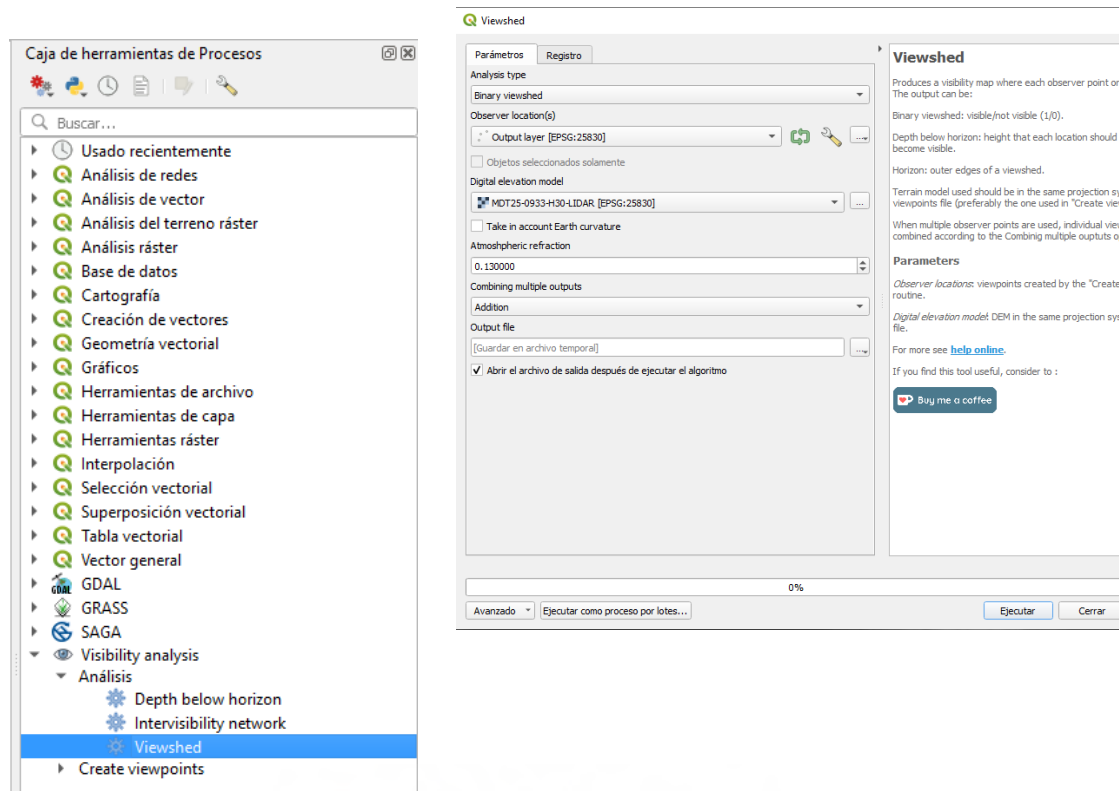 Caja de herramientas de Procesos
Buscar...
Usado recientemente
Análisis de redes
Análisis de vector
Análisis del terreno ráster
Análisis ráster
Base de datos
Cartografía
Creación de vectores
Geometría vectorial
Gráficos
Herramientas de archivo
Herramientas de capa
Herramientas ráster
Interpolación
Selección vectorial
Superposición vectorial
Tabla vectorial
Vector general
GDAL
GDAL
GRASS
SAGA
Visibility analysis
Análisis
Depth below horizon
Intervisibility network
Viewshed
Create viewpoints
Viewshed
Parámetros Registro
Analysis type
Binary viewshed
Observer location(s)
Output layer [EPSG:25830]
...
Objetos seleccionados solamente
Digital elevation model
MDT25-0933-H30-LIDAR [EPSG:25830]
...
Take in account Earth curvature
Atmoshpheric refraction
0.130000
Combining multiple outputs
Addition
Output file
[Guardar en archivo temporal]
...
Abrir el archivo de salida después de ejecutar el algoritmo
Viewshed
Produces a visibility map where each observer point or
The output can be:
Binary viewshed: visible/not visible (1/0).
Depth below horizon: height that each location should
become visible.
Horizon: outer edges of a viewshed.
Terrain model used should be in the same projection sy
viewpoints file (preferably the one used in "Create view
When multiple observer points are used, individual view
combined according to the Combinig multiple ouptuts o
Parameters
Observer locations: viewpoints created by the "Create
routine.
Digital elevation model: DEM in the same projection sys
file.
For more see help online.
If you find this tool useful, consider to :
Buy me a coffee
0%
Avanzado Ejecutar como proceso por lotes...
Ejecutar Cerrar